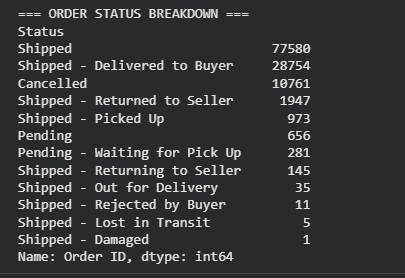 === ORDER STATUS BREAKDOWN ===
Status
Shipped                          77580
Shipped - Delivered to Buyer     28754
Cancelled                        10761
Shipped - Returned to Seller      1947
Shipped - Picked Up                973
Pending                            656
Pending - Waiting for Pick Up      281
Shipped - Returning to Seller      145
Shipped - Out for Delivery          35
Shipped - Rejected by Buyer         11
Shipped - Lost in Transit            5
Shipped - Damaged                    1
Name: Order ID, dtype: int64